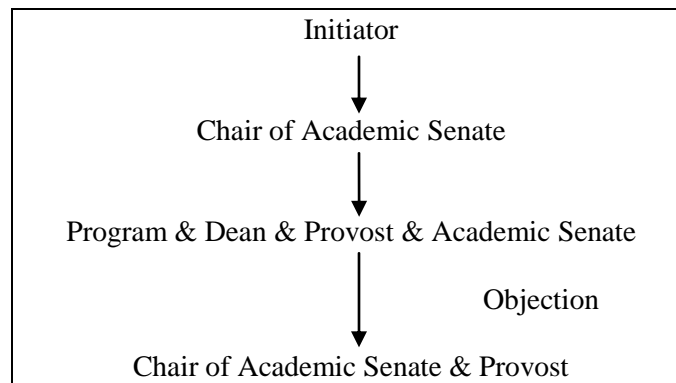 Initiator
Chair of Academic Senate
Program & Dean & Provost & Academic Senate
Objection
Chair of Academic Senate & Provost